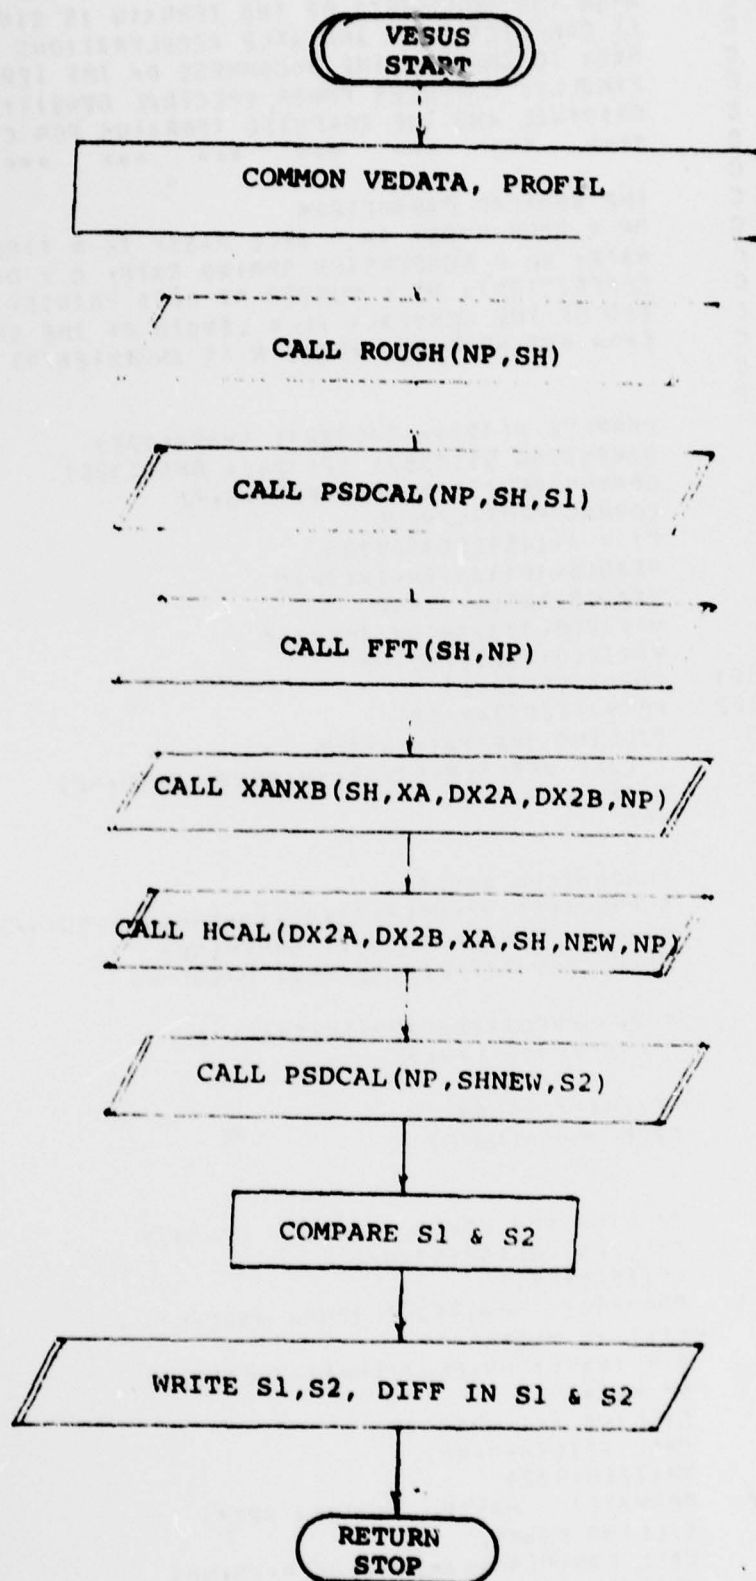 VESUS
START
COMMON VEDATA, PROFIL
CALL ROUGH(NP,SH)
CALL PSDCAL(NP,SH,S1)
CALL FFT(SH,NP)
CALL XANXB(SH,XA,DX2A,DX2B,NP)
CALL HCAL(DX2A,DX2B,XA,SH,NEW,NP)
CALL PSDCAL(NP,SHNEW,S2)
COMPARE S1 & S2
WRITE S1,S2, DIFF IN S1 & S2
RETURN
STOP